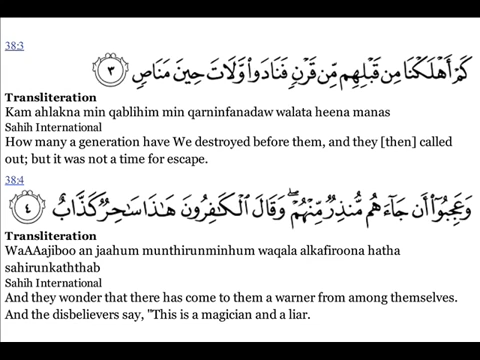 38:3
كَمْ أَهْلَكْنَا مِن قَبْلِهِم مِّن قَرْنٍ فَنَادَوا۟ وَّلَاتَ حِينَ مَنَاصٍ ٣
Transliteration
Kam ahlakna min qablihim min qarninfanadaw walata heena manas
Sahih International
How many a generation have We destroyed before them, and they [then] called
out; but it was not a time for escape.
38:4
وَعَجِبُوٓا۟ أَن جَآءَهُم مُّنذِرٌ مِّنْهُمْ ۖ وَقَالَ ٱلْكَـٰفِرُونَ هَـٰذَا سَـٰحِرٌ كَذَّابٌ ٤
Transliteration
WaAAajiboo an jaahum munthirunminhum waqala alkafiroona hatha
sahirunkaththab
Sahih International
And they wonder that there has come to them a warner from among themselves.
And the disbelievers say, "This is a magician and a liar.